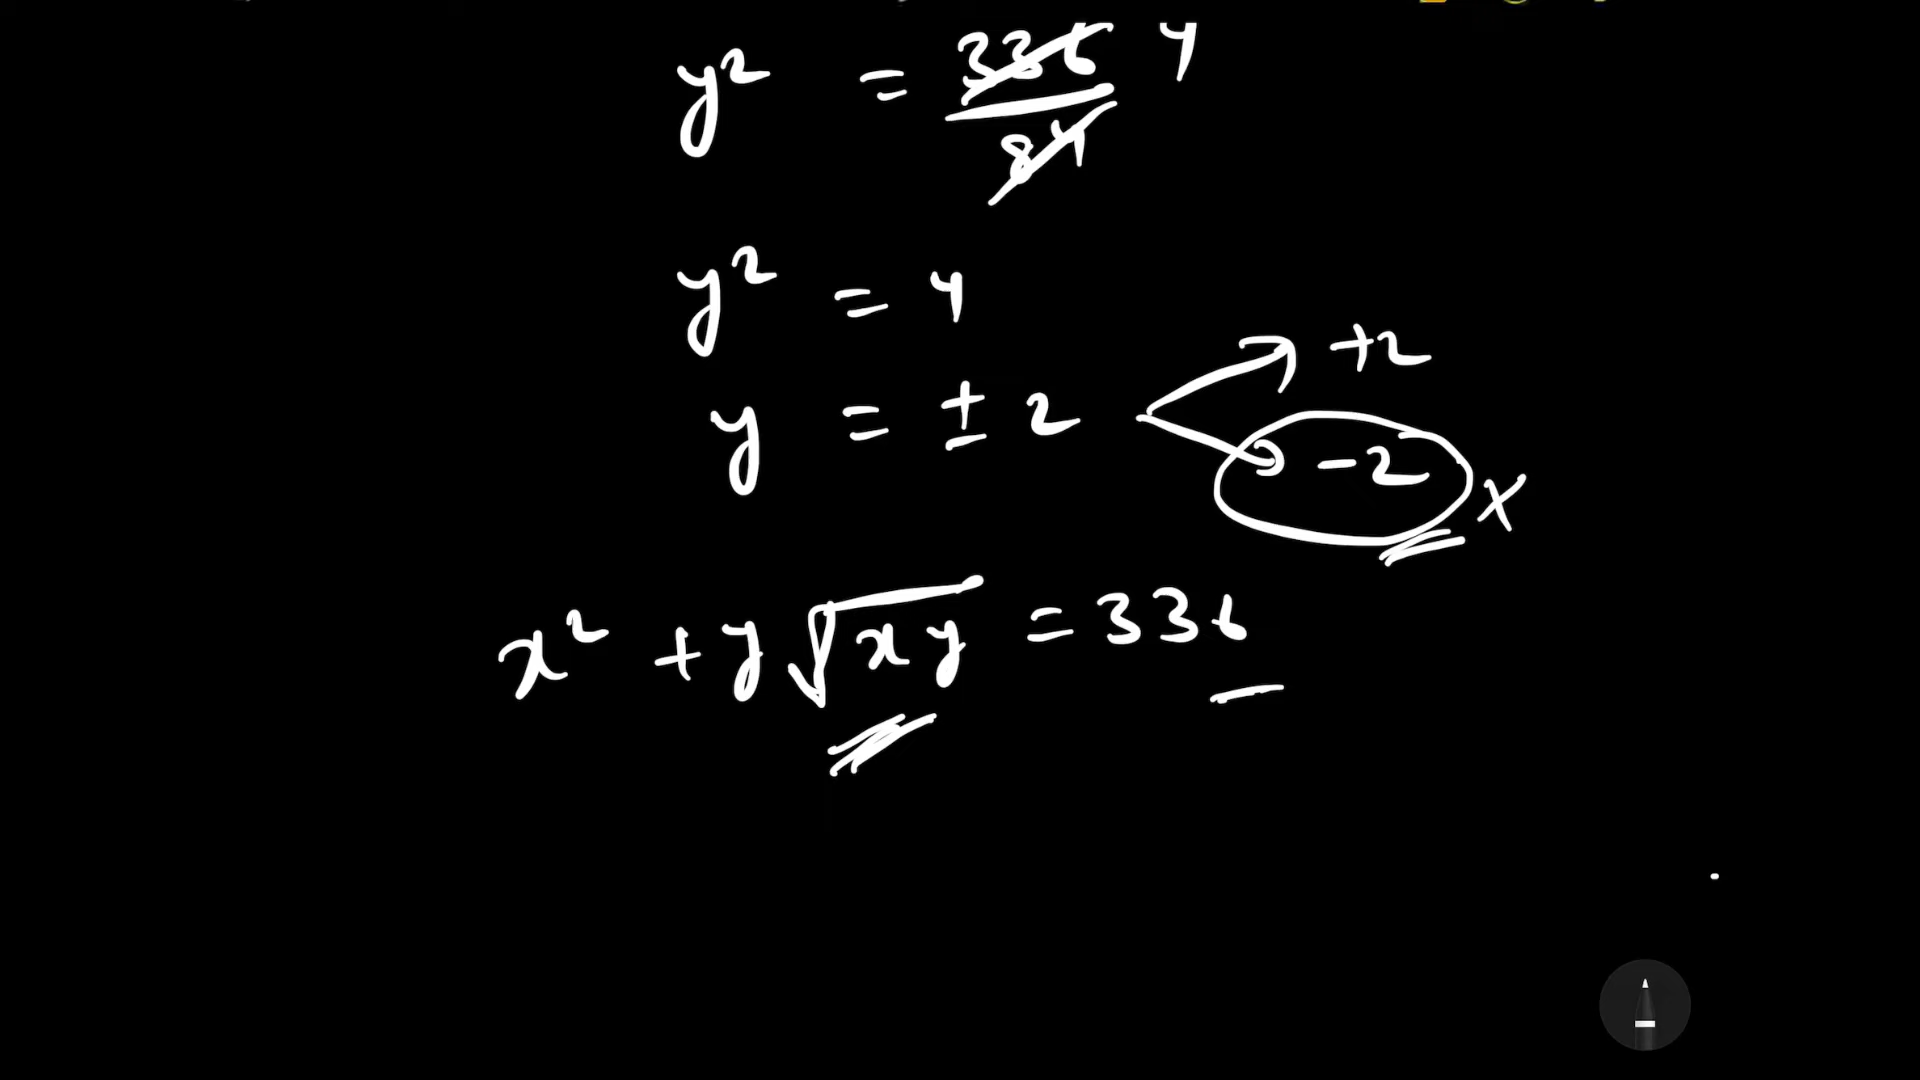 y² = 336/84 4
y² = 4
y = ± 2 → +2
→ -2 x
x² + y√xy = 336